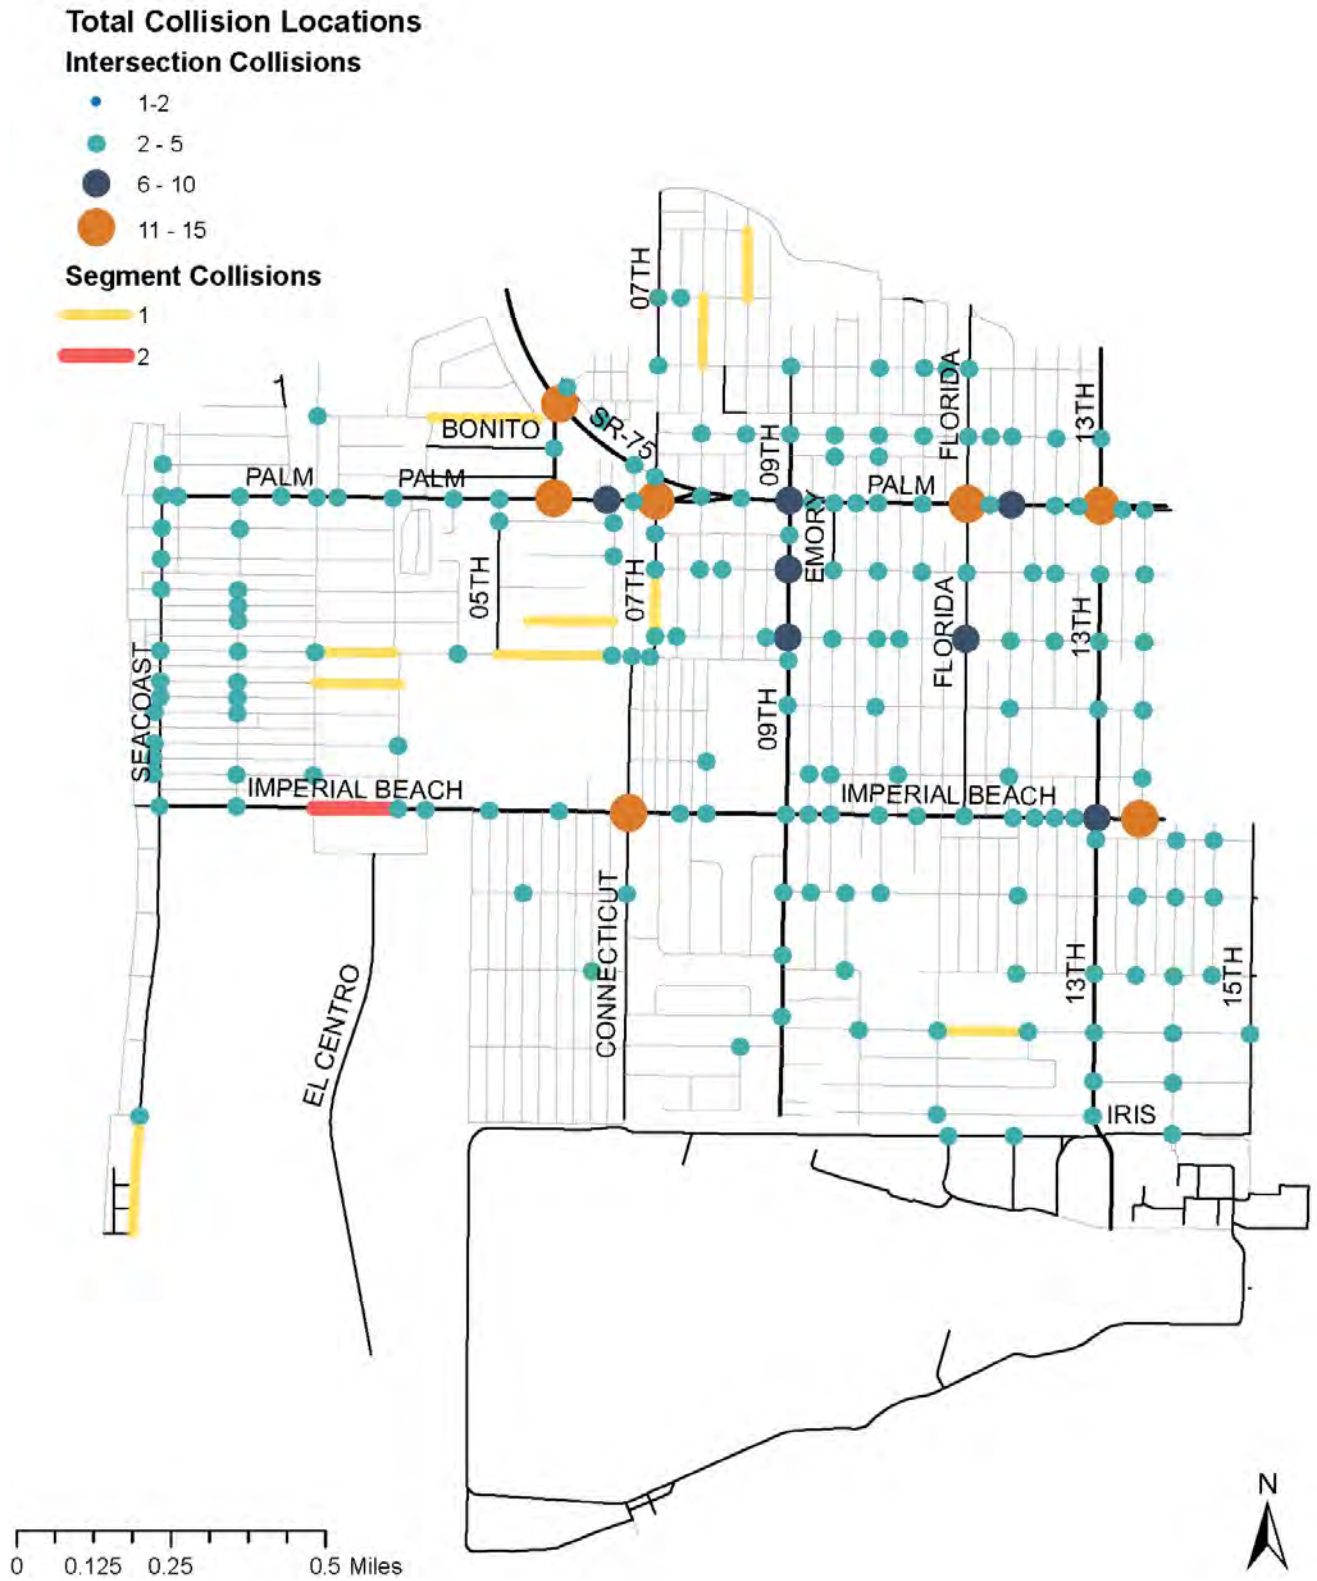 Total Collision Locations
Intersection Collisions
1-2
2 - 5
6 - 10
11 - 15
Segment Collisions
1
2
07TH
FLORIDA
13TH
BONITO
SR-75
09TH
PALM
PALM
PALM
EMORY
05TH
07TH
FLORIDA
13TH
SEACOAST
09TH
IMPERIAL BEACH
IMPERIAL BEACH
CONNECTICUT
EL CENTRO
13TH
15TH
IRIS
N
0 0.125 0.25 0.5 Miles